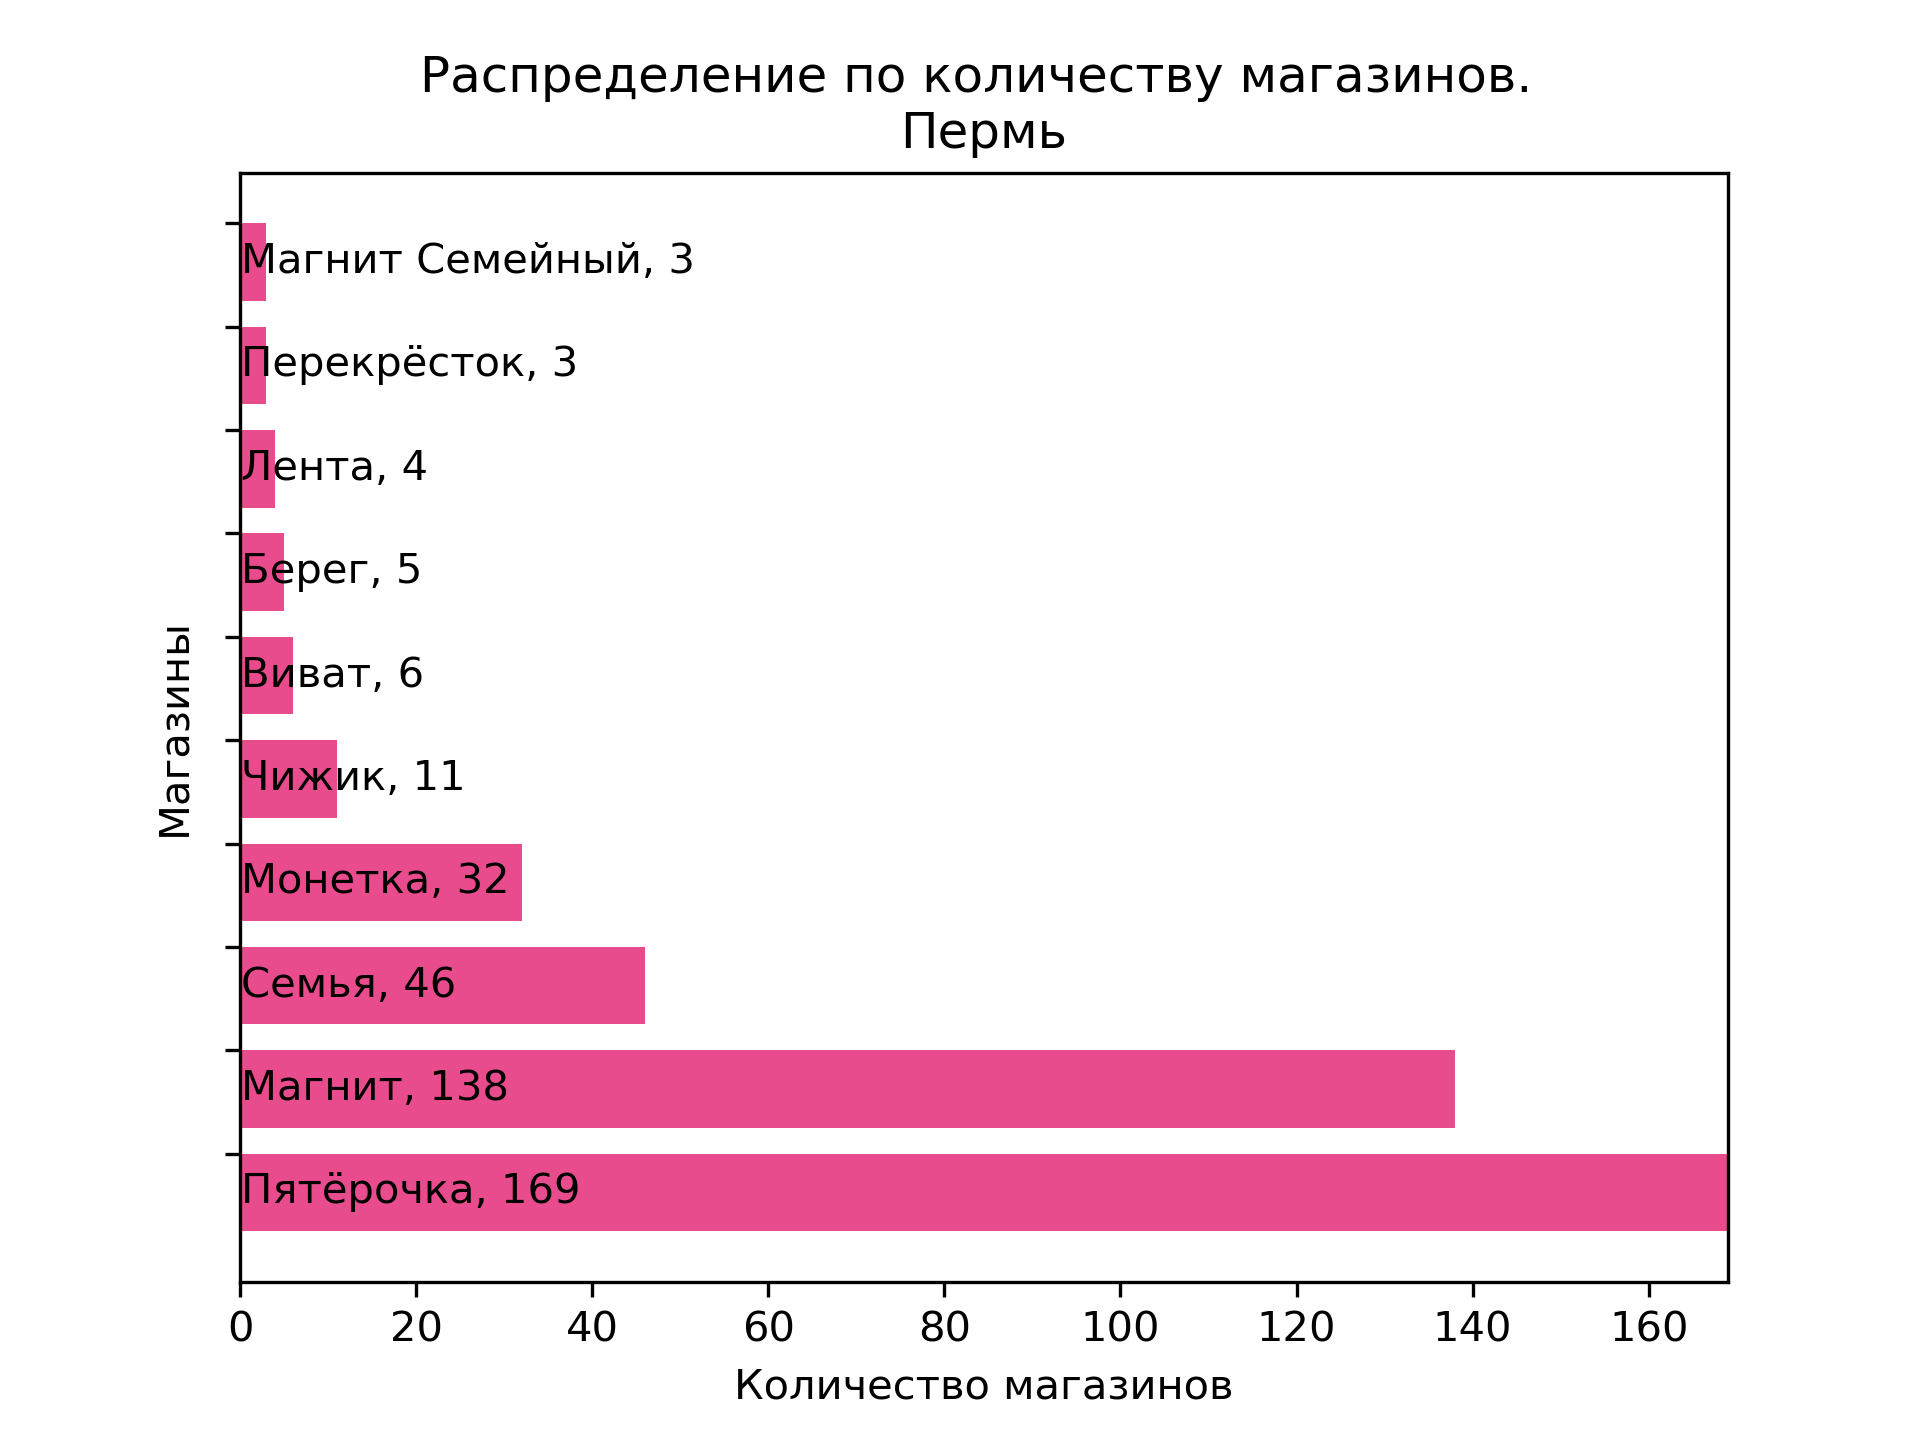 Распределение по количеству магазинов.
Пермь
Магнит Семейный, 3
Перекрёсток, 3
Лента, 4
Берег, 5
Виват, 6
Чижик, 11
Монетка, 32
Семья, 46
Магнит, 138
Пятёрочка, 169
Магазины
0 20 40 60 80 100 120 140 160
Количество магазинов